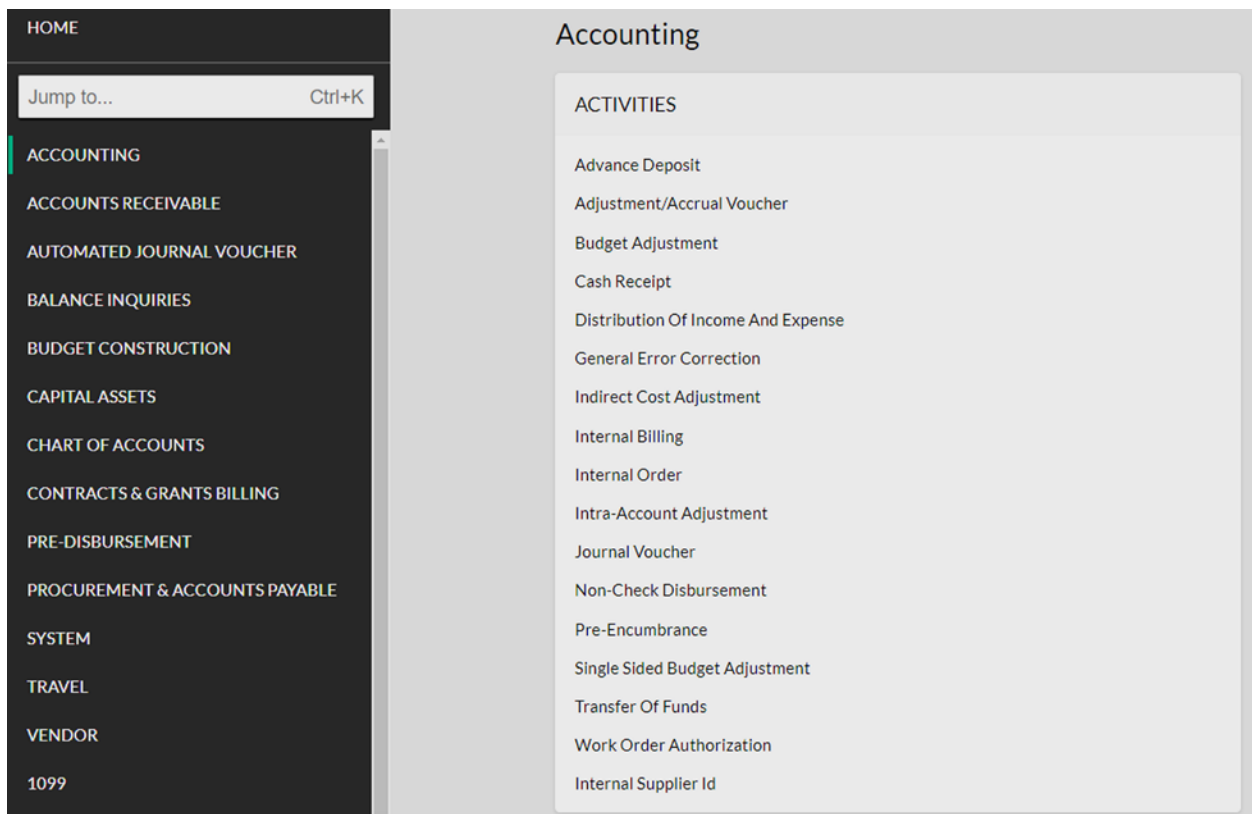 HOME
Jump to... Ctrl+K
ACCOUNTING
ACCOUNTS RECEIVABLE
AUTOMATED JOURNAL VOUCHER
BALANCE INQUIRIES
BUDGET CONSTRUCTION
CAPITAL ASSETS
CHART OF ACCOUNTS
CONTRACTS & GRANTS BILLING
PRE-DISBURSEMENT
PROCUREMENT & ACCOUNTS PAYABLE
SYSTEM
TRAVEL
VENDOR
1099
Accounting
ACTIVITIES
Advance Deposit
Adjustment/Accrual Voucher
Budget Adjustment
Cash Receipt
Distribution Of Income And Expense
General Error Correction
Indirect Cost Adjustment
Internal Billing
Internal Order
Intra-Account Adjustment
Journal Voucher
Non-Check Disbursement
Pre-Encumbrance
Single Sided Budget Adjustment
Transfer Of Funds
Work Order Authorization
Internal Supplier Id